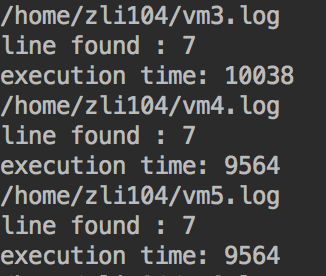 /home/zli104/vm3.log
line found : 7
execution time: 10038
/home/zli104/vm4.log
line found : 7
execution time: 9564
/home/zli104/vm5.log
line found : 7
execution time: 9564